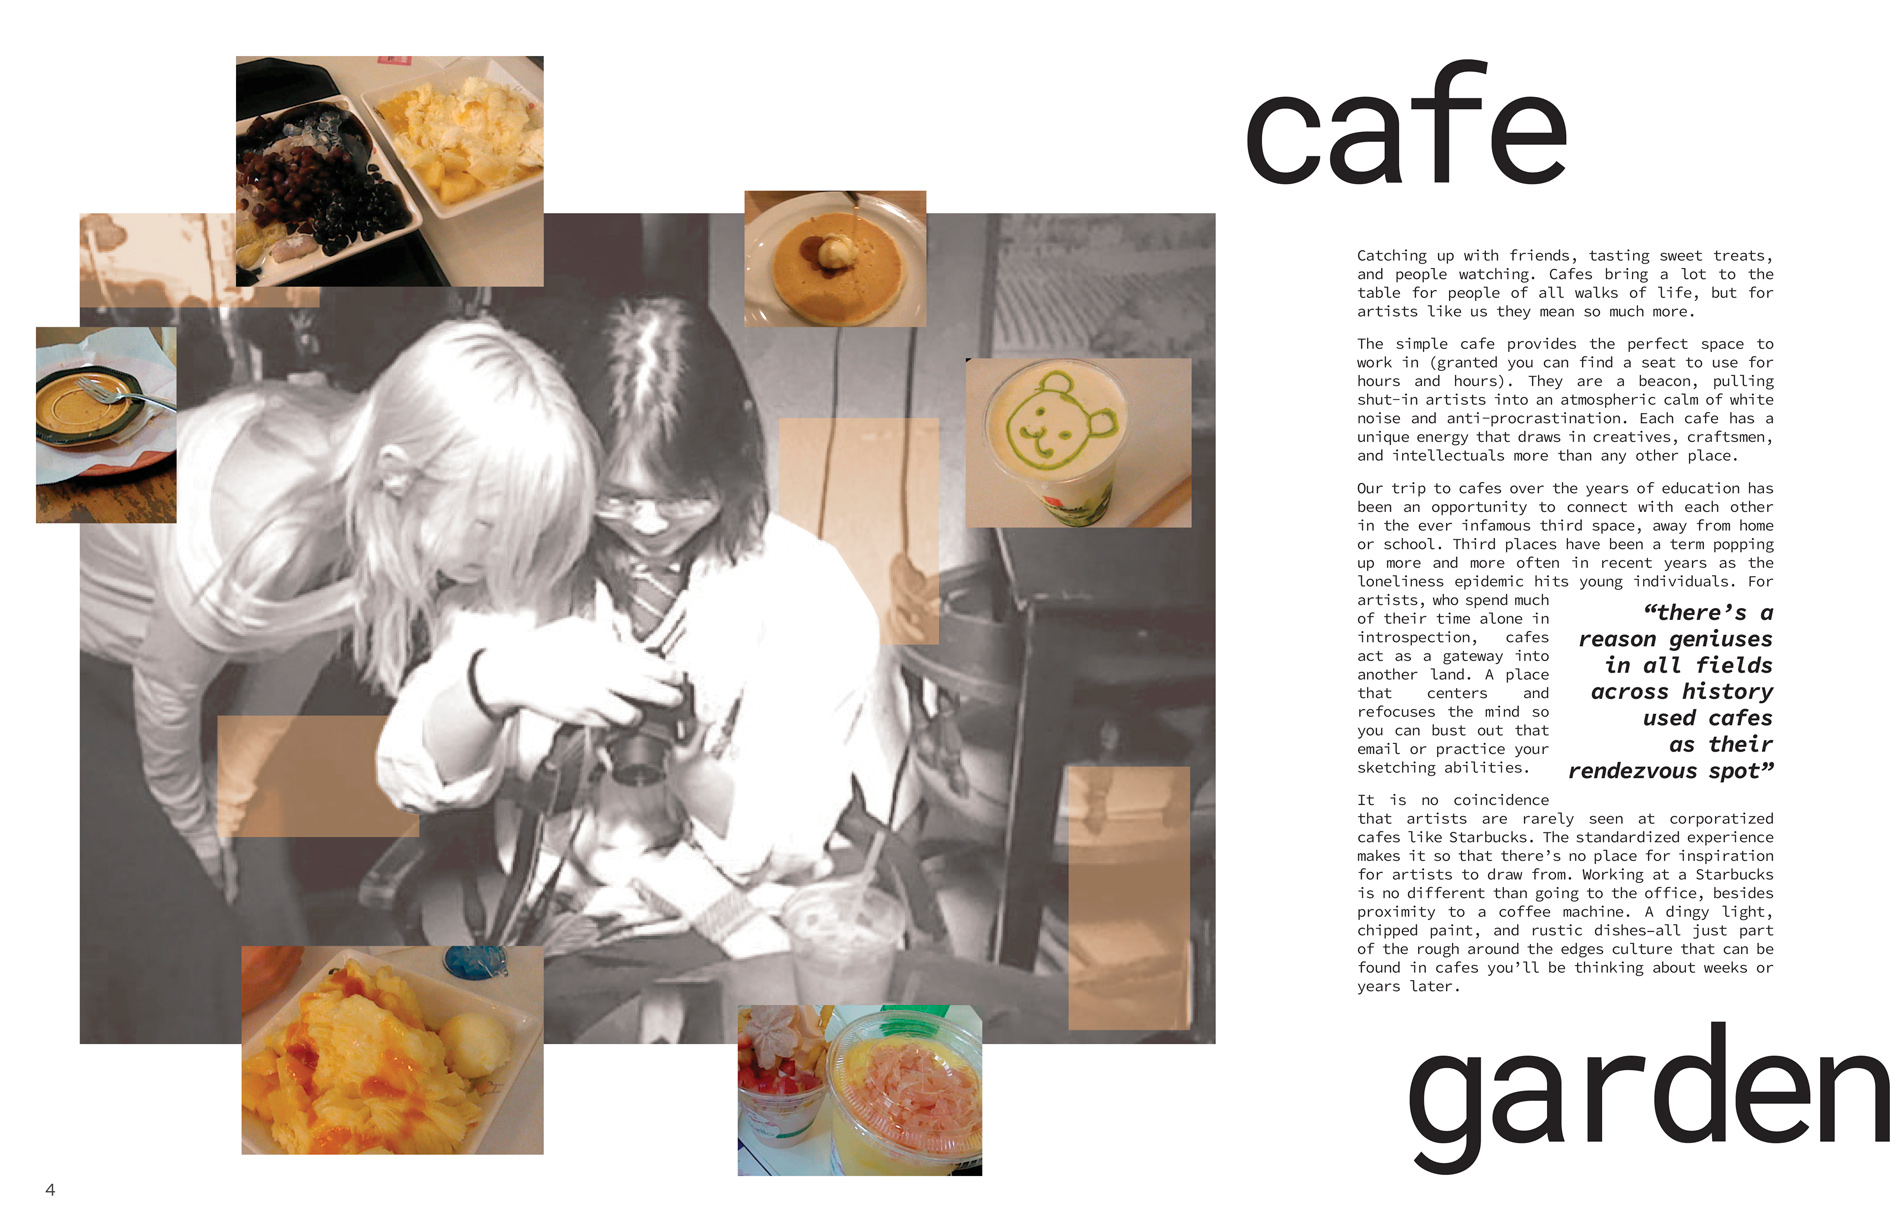 cafe
Catching up with friends, tasting sweet treats,
and people watching. Cafes bring a lot to the
table for people of all walks of life, but for
artists like us they mean so much more.
The simple cafe provides the perfect space to
work in (granted you can find a seat to use for
hours and hours). They are a beacon, pulling
shut-in artists into an atmospheric calm of white
noise and anti-procrastination. Each cafe has a
unique energy that draws in creatives, craftsmen,
and intellectuals more than any other place.
Our trip to cafes over the years of education has
been an opportunity to connect with each other
in the ever infamous third space, away from home
or school. Third places have been a term popping
up more and more often in recent years as the
loneliness epidemic hits young individuals. For
artists, who spend much
of their time alone in
introspection, cafes
act as a gateway into
another land. A place
that centers and
refocuses the mind so
you can bust out that
email or practice your
sketching abilities.
“there’s a
reason geniuses
in all fields
across history
used cafes
as their
rendezvous spot”
It is no coincidence
that artists are rarely seen at corporatized
cafes like Starbucks. The standardized experience
makes it so that there’s no place for inspiration
for artists to draw from. Working at a Starbucks
is no different than going to the office, besides
proximity to a coffee machine. A dingy light,
chipped paint, and rustic dishes–all just part
of the rough around the edges culture that can be
found in cafes you’ll be thinking about weeks or
years later.
garden
4